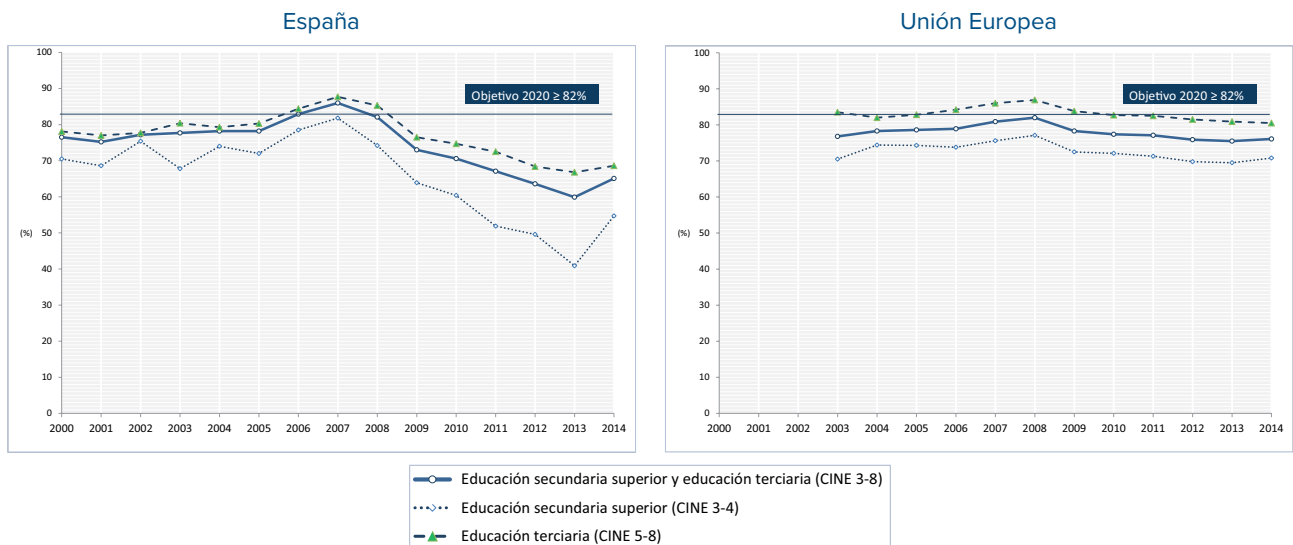 España
100
90
80
70
60
50
40
30
20
10
0
(%)
Objetivo 2020 ≥ 82%
2000 2001 2002 2003 2004 2005 2006 2007 2008 2009 2010 2011 2012 2013 2014
Unión Europea
100
90
80
70
60
50
40
30
20
10
0
(%)
Objetivo 2020 ≥ 82%
2000 2001 2001 2003 2004 2005 2006 2007 2008 2009 2010 2011 2012 2013 2014
Educación secundaria superior y educación terciaria (CINE 3-8)
Educación secundaria superior (CINE 3-4)
Educación terciaria (CINE 5-8)